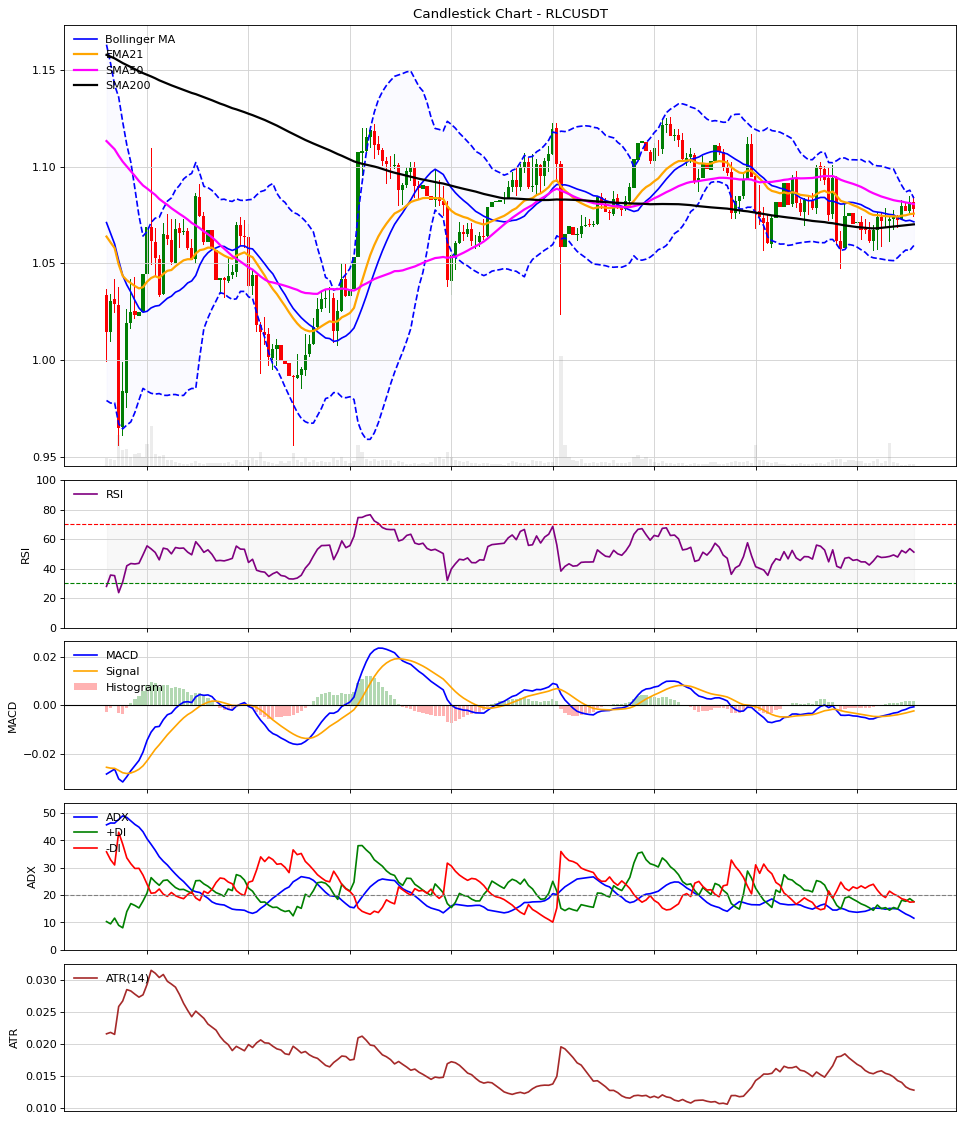 Candlestick Chart - RLCUSDT
Bollinger MA
EMA21
SMA50
SMA200
1.15
1.10
1.05
1.00
0.95
RSI
RSI
100
80
60
40
20
0
MACD
Signal
Histogram
MACD
0.02
0.00
−0.02
ADX
+DI
-DI
ADX
50
40
30
20
10
0
ATR(14)
ATR
0.030
0.025
0.020
0.015
0.010